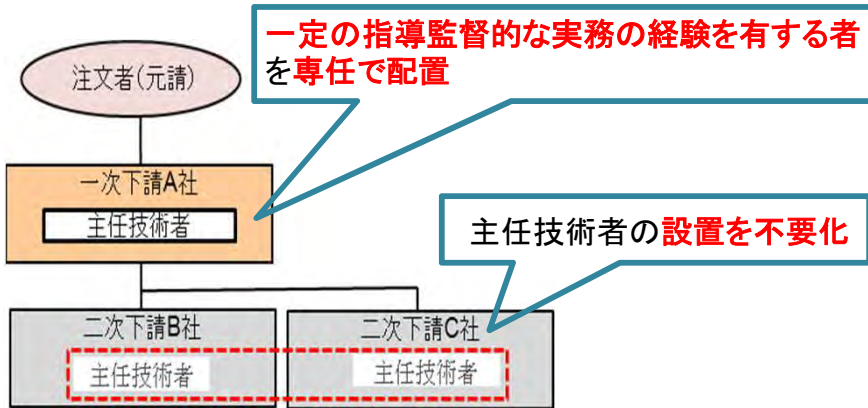 一定の指導監督的な実務の経験を有する者
を専任で配置
注文者(元請)
一次下請A社
主任技術者
主任技術者の設置を不要化
二次下請B社
二次下請C社
主任技術者
主任技術者